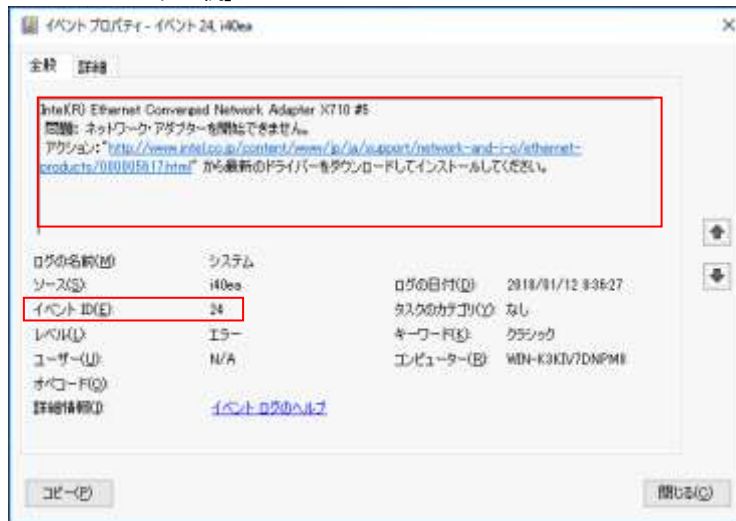 イベント プロパティ - イベント 24, i40ea
全般 詳細
Intel(R) Ethernet Converged Network Adapter X710 #5
問題: ネットワーク・アダプターを開始できません。
アクション: "http://www.intel.co.jp/content/www/jp/ja/support/network-and-i-o/ethernet-
products/000005617.html" から最新のドライバーをダウンロードしてインストールしてください。
ログの名前(M): システム
ソース(S): i40ea ログの日付(D): 2018/01/12 8:36:27
イベント ID(E): 24 タスクのカテゴリ(Y): なし
レベル(L): エラー キーワード(K): クラシック
ユーザー(U): N/A コンピューター(R): WIN-K3KIV7DNPM8
オペコード(O):
詳細情報(I): イベント ログのヘルプ
コピー(P) 閉じる(C)